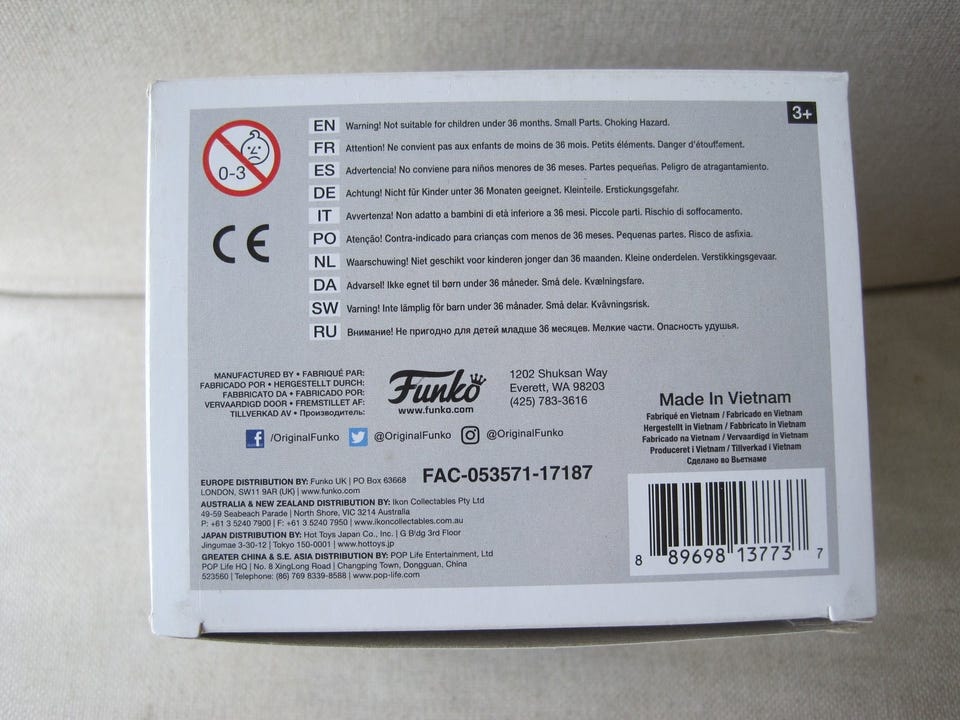 3+
0-3
CE
EN Warning! Not suitable for children under 36 months. Small Parts. Choking Hazard.
FR Attention! Ne convient pas aux enfants de moins de 36 mois. Petits éléments. Danger d'étouffement.
ES Advertencia! No conviene para niños menores de 36 meses. Partes pequeñas. Peligro de atragantamiento.
DE Achtung! Nicht für Kinder unter 36 Monaten geeignet. Kleinteile. Erstickungsgefahr.
IT Avvertenza! Non adatto a bambini di età inferiore a 36 mesi. Piccole parti. Rischio di soffocamento.
PO Atenção! Contra-indicado para crianças com menos de 36 meses. Pequenas partes. Risco de asfixia.
NL Waarschuwing! Niet geschikt voor kinderen jonger dan 36 maanden. Kleine onderdelen. Verstikkingsgevaar.
DA Advarsel! Ikke egnet til børn under 36 måneder. Små dele. Kvælningsfare.
SW Varning! Inte lämplig för barn under 36 månader. Små delar. Kvävningsrisk.
RU Внимание! Не пригодно для детей младше 36 месяцев. Мелкие части. Опасность удушья.
MANUFACTURED BY • FABRIQUÉ PAR:
FABRICADO POR • HERGESTELLT DURCH:
FABBRICATO DA • FABRICADO POR:
VERVAARDIGD DOOR • FREMSTILLET AF:
TILLVERKAD AV • Производитель:
Funko
www.funko.com
1202 Shuksan Way
Everett, WA 98203
(425) 783-3616
/OriginalFunko @OriginalFunko @OriginalFunko
Made In Vietnam
Fabriqué en Vietnam / Fabricado en Vietnam
Hergestellt in Vietnam / Fabbricato in Vietnam
Fabricado na Vietnam / Vervaardigd in Vietnam
Produceret i Vietnam / Tillverkad i Vietnam
Сделано во Вьетнаме
FAC-053571-17187
EUROPE DISTRIBUTION BY: Funko UK | PO Box 63668
LONDON, SW11 9AR (UK) | www.funko.com
AUSTRALIA & NEW ZEALAND DISTRIBUTION BY: Ikon Collectables Pty Ltd
49-59 Seabeach Parade | North Shore, VIC 3214 Australia
P: +61 3 5240 7900 | F: +61 3 5240 7950 | www.ikoncollectables.com.au
JAPAN DISTRIBUTION BY: Hot Toys Japan Co., Inc. | G B'dg 3rd Floor
Jingumae 3-30-12 | Tokyo 150-0001 | www.hottoys.jp
GREATER CHINA & S.E. ASIA DISTRIBUTION BY: POP Life Entertainment, Ltd
POP Life HQ | No. 8 XingLong Road | Changping Town, Dongguan, China
523560 | Telephone: (86) 769 8339-8588 | www.pop-life.com
8 89698 13773 7